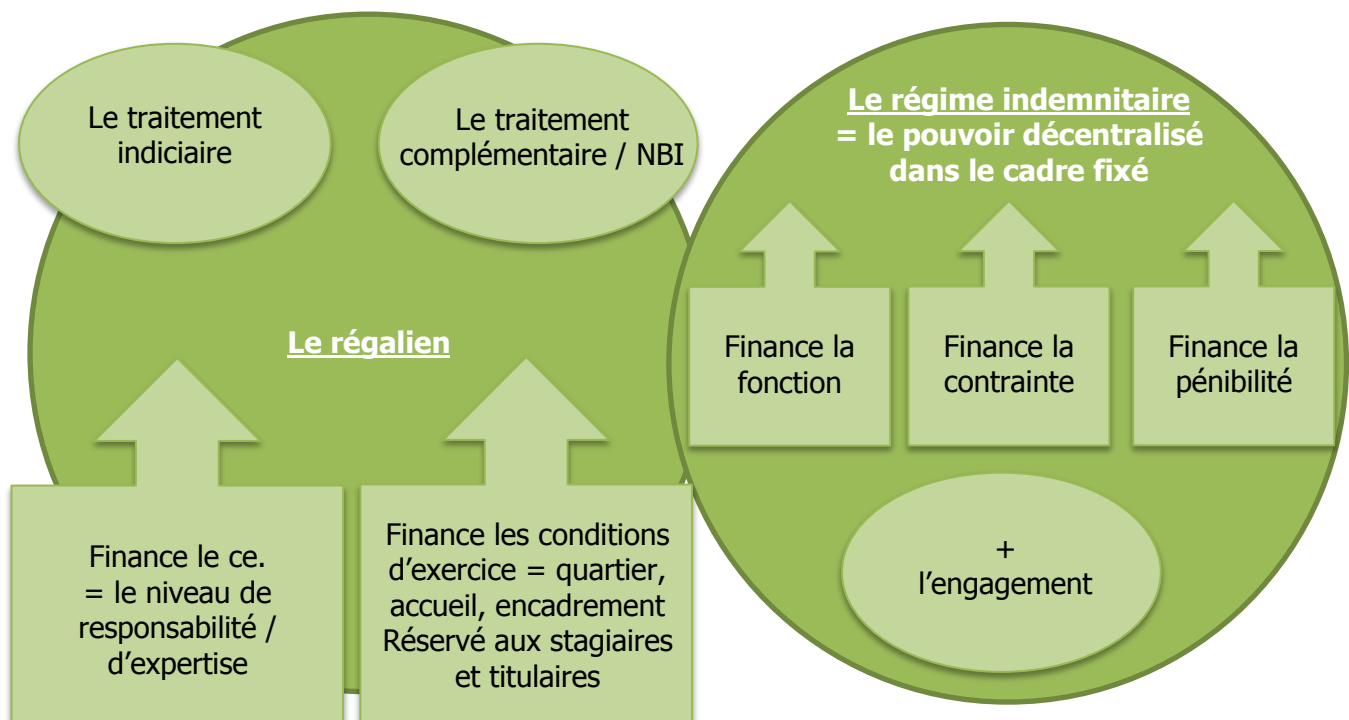 Le traitement
indiciaire
Le traitement
complémentaire / NBI
Le régalien
Finance le ce.
= le niveau de
responsabilité /
d’expertise
Finance les conditions
d’exercice = quartier,
accueil, encadrement
Réservé aux stagiaires
et titulaires
Le régime indemnitaire
= le pouvoir décentralisé
dans le cadre fixé
Finance la
fonction
Finance la
contrainte
Finance la
pénibilité
+
l’engagement